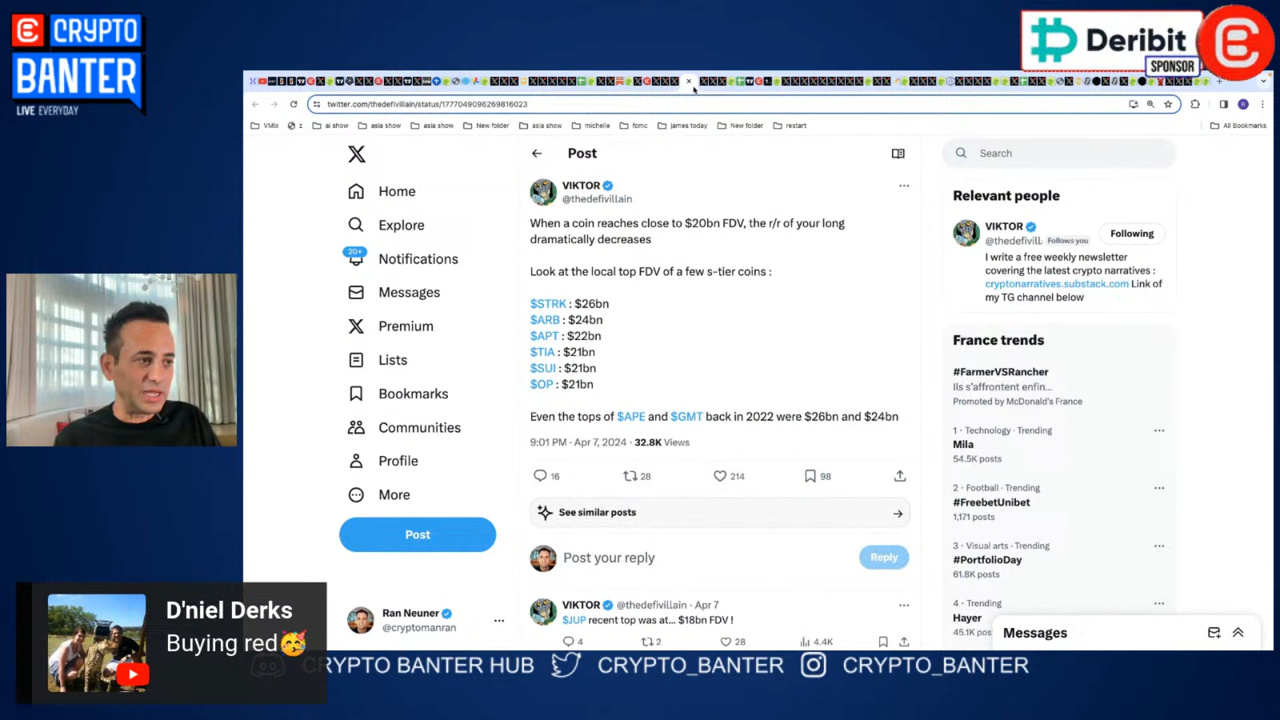 CRYPTO
BANTER
LIVE EVERYDAY
Deribit
SPONSOR
twitter.com/thedefivillain/status/1777049096269816023
VMix
z
ai show
asia show
asia show
New folder
asia show
michelle
fomc
james today
New folder
restart
All Bookmarks
Home
Explore
20+
Notifications
Messages
Premium
Lists
Bookmarks
Communities
Profile
More
Post
Ran Neuner
@cryptomanran
Post
VIKTOR
@thedefivillain
When a coin reaches close to $20bn FDV, the r/r of your long
dramatically decreases
Look at the local top FDV of a few s-tier coins :
$STRK : $26bn
$ARB : $24bn
$APT : $22bn
$TIA : $21bn
$SUI : $21bn
$OP : $21bn
Even the tops of $APE and $GMT back in 2022 were $26bn and $24bn
9:01 PM · Apr 7, 2024 · 32.8K Views
16
28
214
98
See similar posts
Post your reply
Reply
VIKTOR @thedefivillain · Apr 7
$JUP recent top was at... $18bn FDV !
4
2
28
4.4K
Search
Relevant people
VIKTOR
@thedefivill... Follows you
Following
I write a free weekly newsletter
covering the latest crypto narratives :
cryptonarratives.substack.com Link of
my TG channel below
France trends
#FarmerVSRancher
Ils s'affrontent enfin...
Promoted by McDonald's France
1 · Technology · Trending
Mila
54.5K posts
2 · Football · Trending
#FreebetUnibet
1,171 posts
3 · Visual arts · Trending
#PortfolioDay
61.8K posts
4 · Trending
Hayer
45.1K posts
Messages
D'niel Derks
Buying red🥳
CRYPTO BANTER HUB
CRYPTO_BANTER
CRYPTO_BANTER